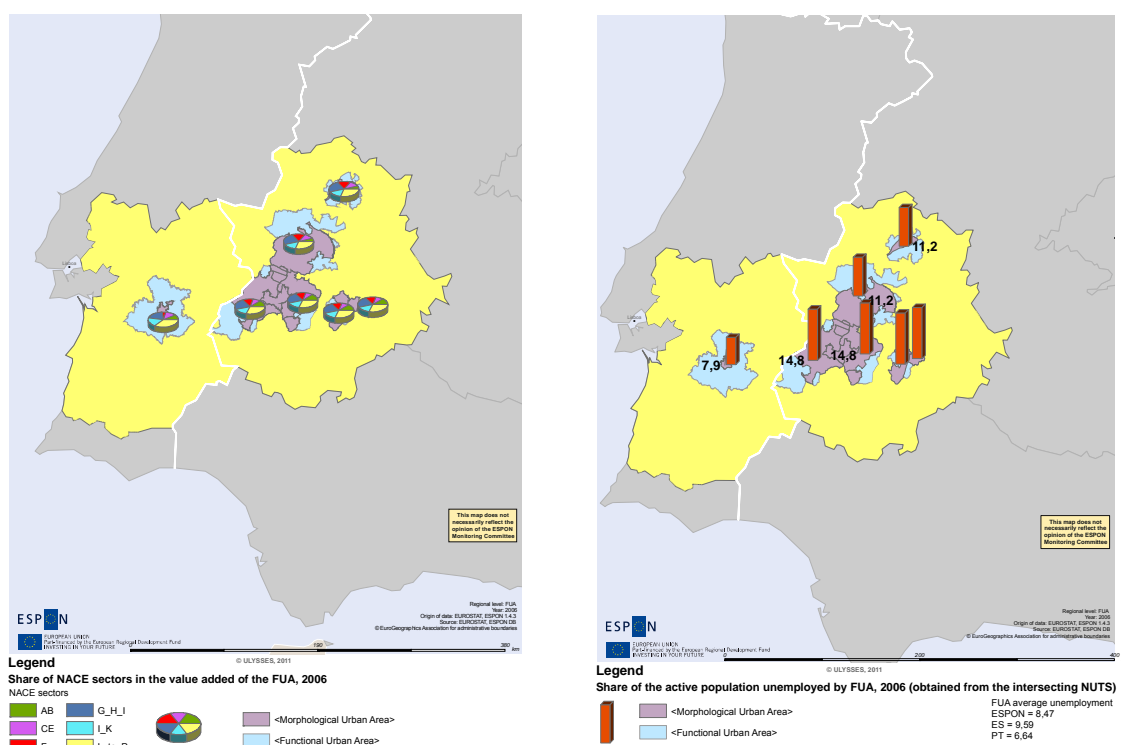 Lisboa
This map does not
necessarily reflect the
opinion of the ESPON
Monitoring Committee
Regional level: FUA
Year: 2006
Origin of data: EUROSTAT, ESPON 1.4.3
Source: EUROSTAT, ESPON DB
© EuroGeographics Association for administrative boundaries
ESPON
EUROPEAN UNION
Part-financed by the European Regional Development Fund
INVESTING IN YOUR FUTURE
0 190 380
km
© ULYSSES, 2011
Legend
Share of NACE sectors in the value added of the FUA, 2006
NACE sectors
AB G_H_I
CE I_K
<Morphological Urban Area>
<Functional Urban Area>
11,2
11,2
14,8
14,8
7,9
Lisboa
This map does not
necessarily reflect the
opinion of the ESPON
Monitoring Committee
Regional level: FUA
Year: 2006
Origin of data: EUROSTAT, ESPON 1.4.3
Source: EUROSTAT, ESPON DB
© EuroGeographics Association for administrative boundaries
ESPON
EUROPEAN UNION
Part-financed by the European Regional Development Fund
INVESTING IN YOUR FUTURE
0 200 400
© ULYSSES, 2011
Legend
Share of the active population unemployed by FUA, 2006 (obtained from the intersecting NUTS)
<Morphological Urban Area>
<Functional Urban Area>
FUA average unemployment
ESPON = 8,47
ES = 9,59
PT = 6,64